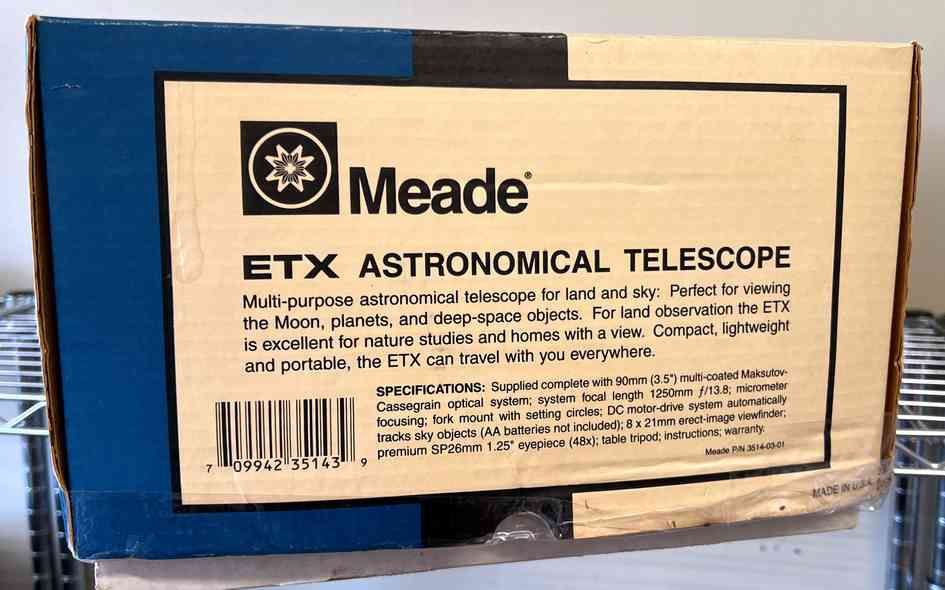 Meade®
ETX ASTRONOMICAL TELESCOPE
Multi-purpose astronomical telescope for land and sky: Perfect for viewing
the Moon, planets, and deep-space objects. For land observation the ETX
is excellent for nature studies and homes with a view. Compact, lightweight
and portable, the ETX can travel with you everywhere.
SPECIFICATIONS: Supplied complete with 90mm (3.5") multi-coated Maksutov-
Cassegrain optical system; system focal length 1250mm ƒ/13.8; micrometer
focusing; fork mount with setting circles; DC motor-drive system automatically
tracks sky objects (AA batteries not included); 8 x 21mm erect-image viewfinder;
premium SP26mm 1.25" eyepiece (48x); table tripod; instructions; warranty.
Meade P/N 3514-03-01
7 09942 35143 9
MADE IN U.S.A.